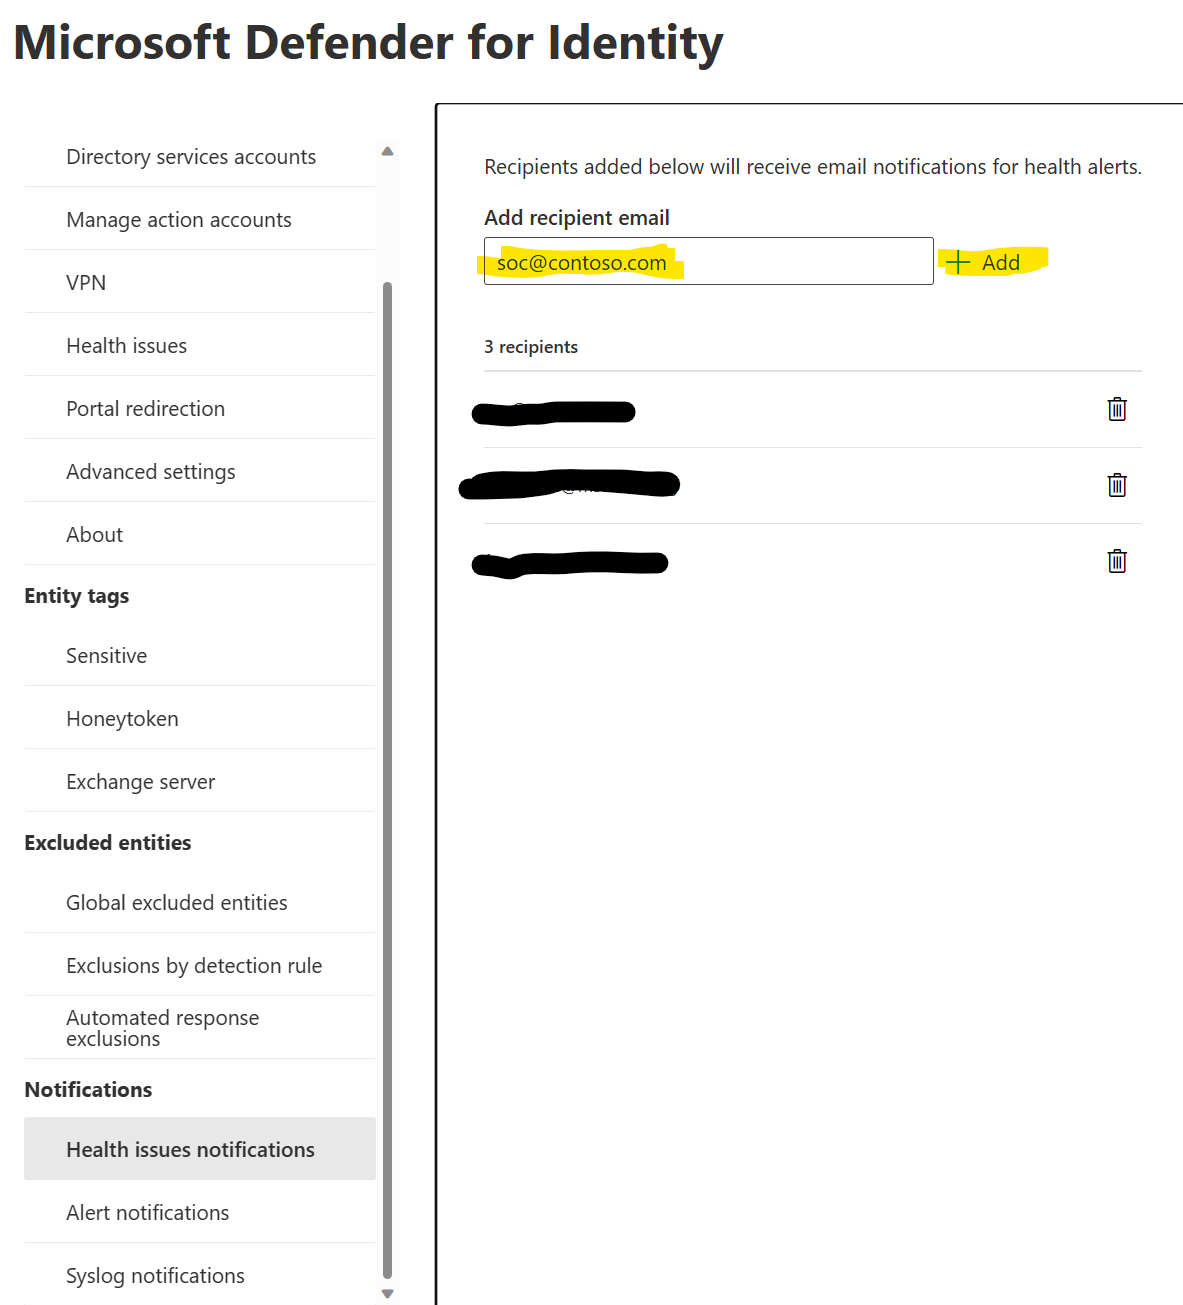 Microsoft Defender for Identity
Directory services accounts
Manage action accounts
VPN
Health issues
Portal redirection
Advanced settings
About
Entity tags
Sensitive
Honeytoken
Exchange server
Excluded entities
Global excluded entities
Exclusions by detection rule
Automated response
exclusions
Notifications
Health issues notifications
Alert notifications
Syslog notifications
Recipients added below will receive email notifications for health alerts.
Add recipient email
soc@contoso.com
Add
3 recipients